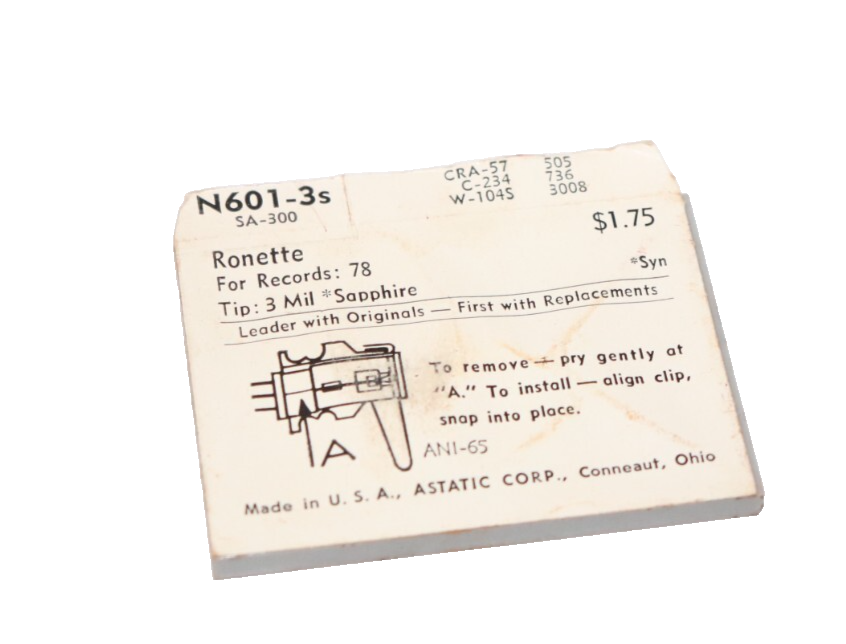 N601-3s
SA-300
CRA-57 505
C-234 736
W-104S 3008
$1.75
Ronette
For Records: 78
Tip: 3 Mil *Sapphire
*Syn
Leader with Originals — First with Replacements
To remove — pry gently at
"A." To install — align clip,
snap into place.
A
ANI-65
Made in U. S. A., ASTATIC CORP., Conneaut, Ohio